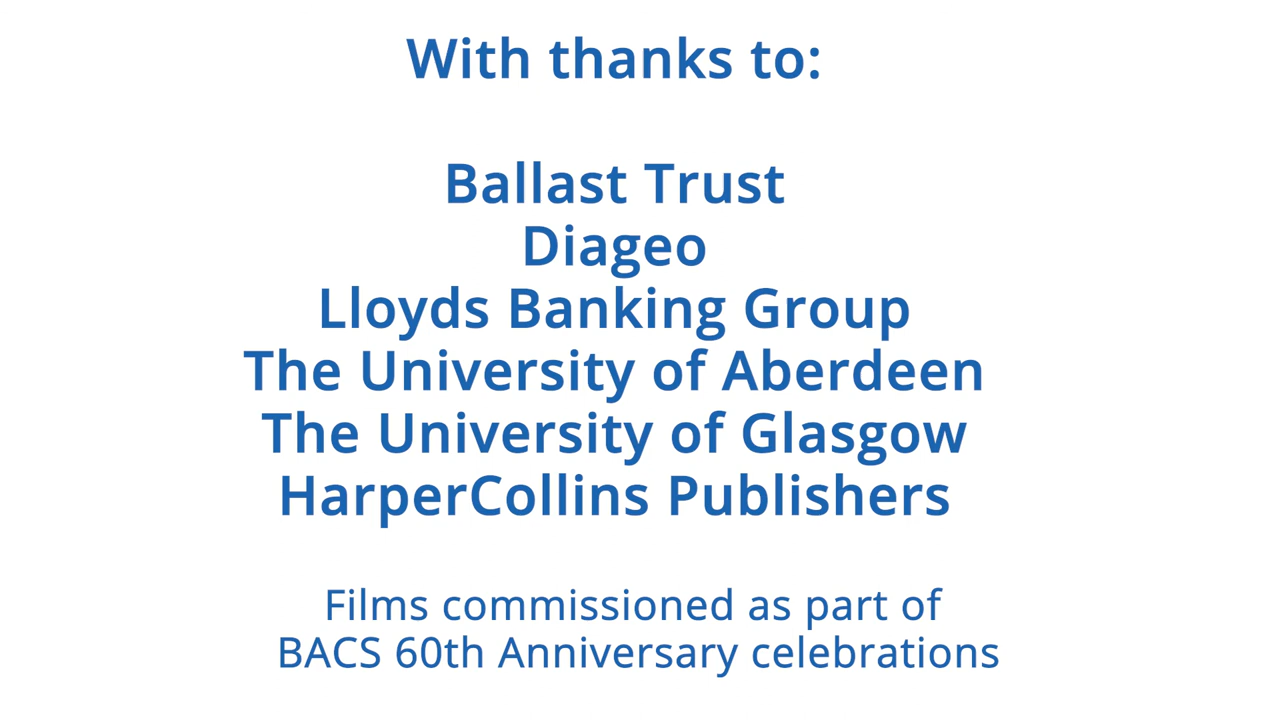 With thanks to:
Ballast Trust
Diageo
Lloyds Banking Group
The University of Aberdeen
The University of Glasgow
HarperCollins Publishers
Films commissioned as part of
BACS 60th Anniversary celebrations